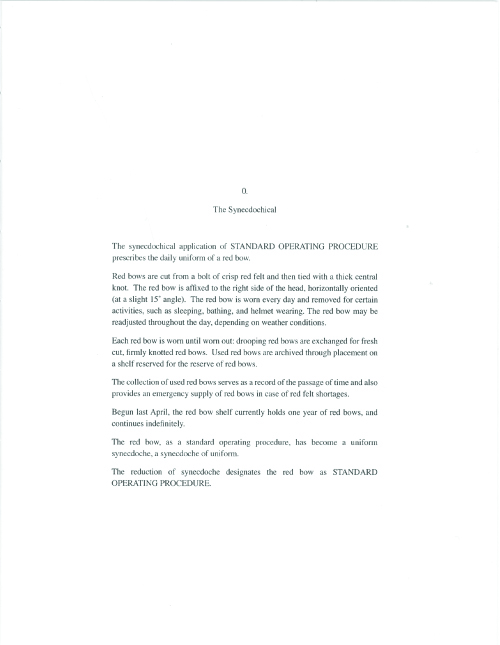 0.
The Synecdochical
The synecdochical application of STANDARD OPERATING PROCEDURE
prescribes the daily uniform of a red bow.
Red bows are cut from a bolt of crisp red felt and then tied with a thick central
knot. The red bow is affixed to the right side of the head, horizontally oriented
(at a slight 15˚ angle). The red bow is worn every day and removed for certain
activities, such as sleeping, bathing, and helmet wearing. The red bow may be
readjusted throughout the day, depending on weather conditions.
Each red bow is worn until worn out: drooping red bows are exchanged for fresh
cut, firmly knotted red bows. Used red bows are archived through placement on
a shelf reserved for the reserve of red bows.
The collection of used red bows serves as a record of the passage of time and also
provides an emergency supply of red bows in case of red felt shortages.
Begun last April, the red bow shelf currently holds one year of red bows, and
continues indefinitely.
The red bow, as a standard operating procedure, has become a uniform
synecdoche, a synecdoche of uniform.
The reduction of synecdoche designates the red bow as STANDARD
OPERATING PROCEDURE.